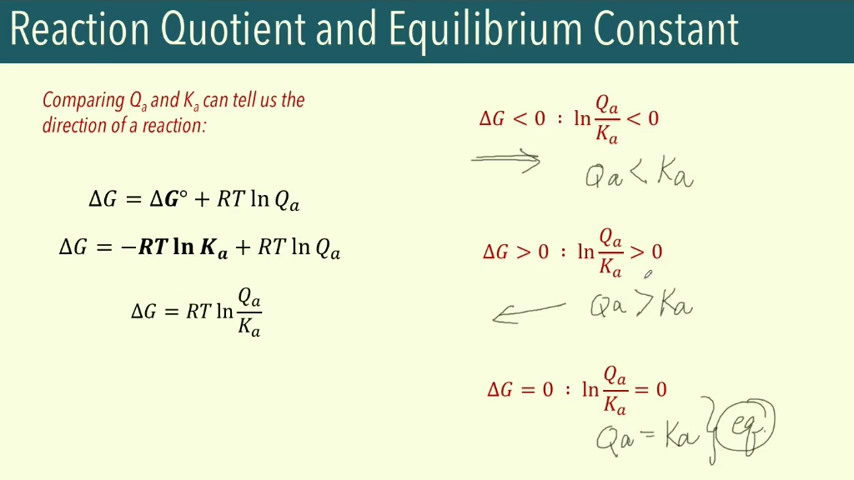 Reaction Quotient and Equilibrium Constant
Comparing Qₐ and Kₐ can tell us the
direction of a reaction:
ΔG = ΔG° + RT ln Qₐ
ΔG = −RT ln Kₐ + RT ln Qₐ
ΔG = RT ln Qₐ/Kₐ
ΔG < 0 : ln Qₐ/Kₐ < 0
Qa < Ka
ΔG > 0 : ln Qₐ/Kₐ > 0
Qa > Ka
ΔG = 0 : ln Qₐ/Kₐ = 0
Qa = Ka } eq.